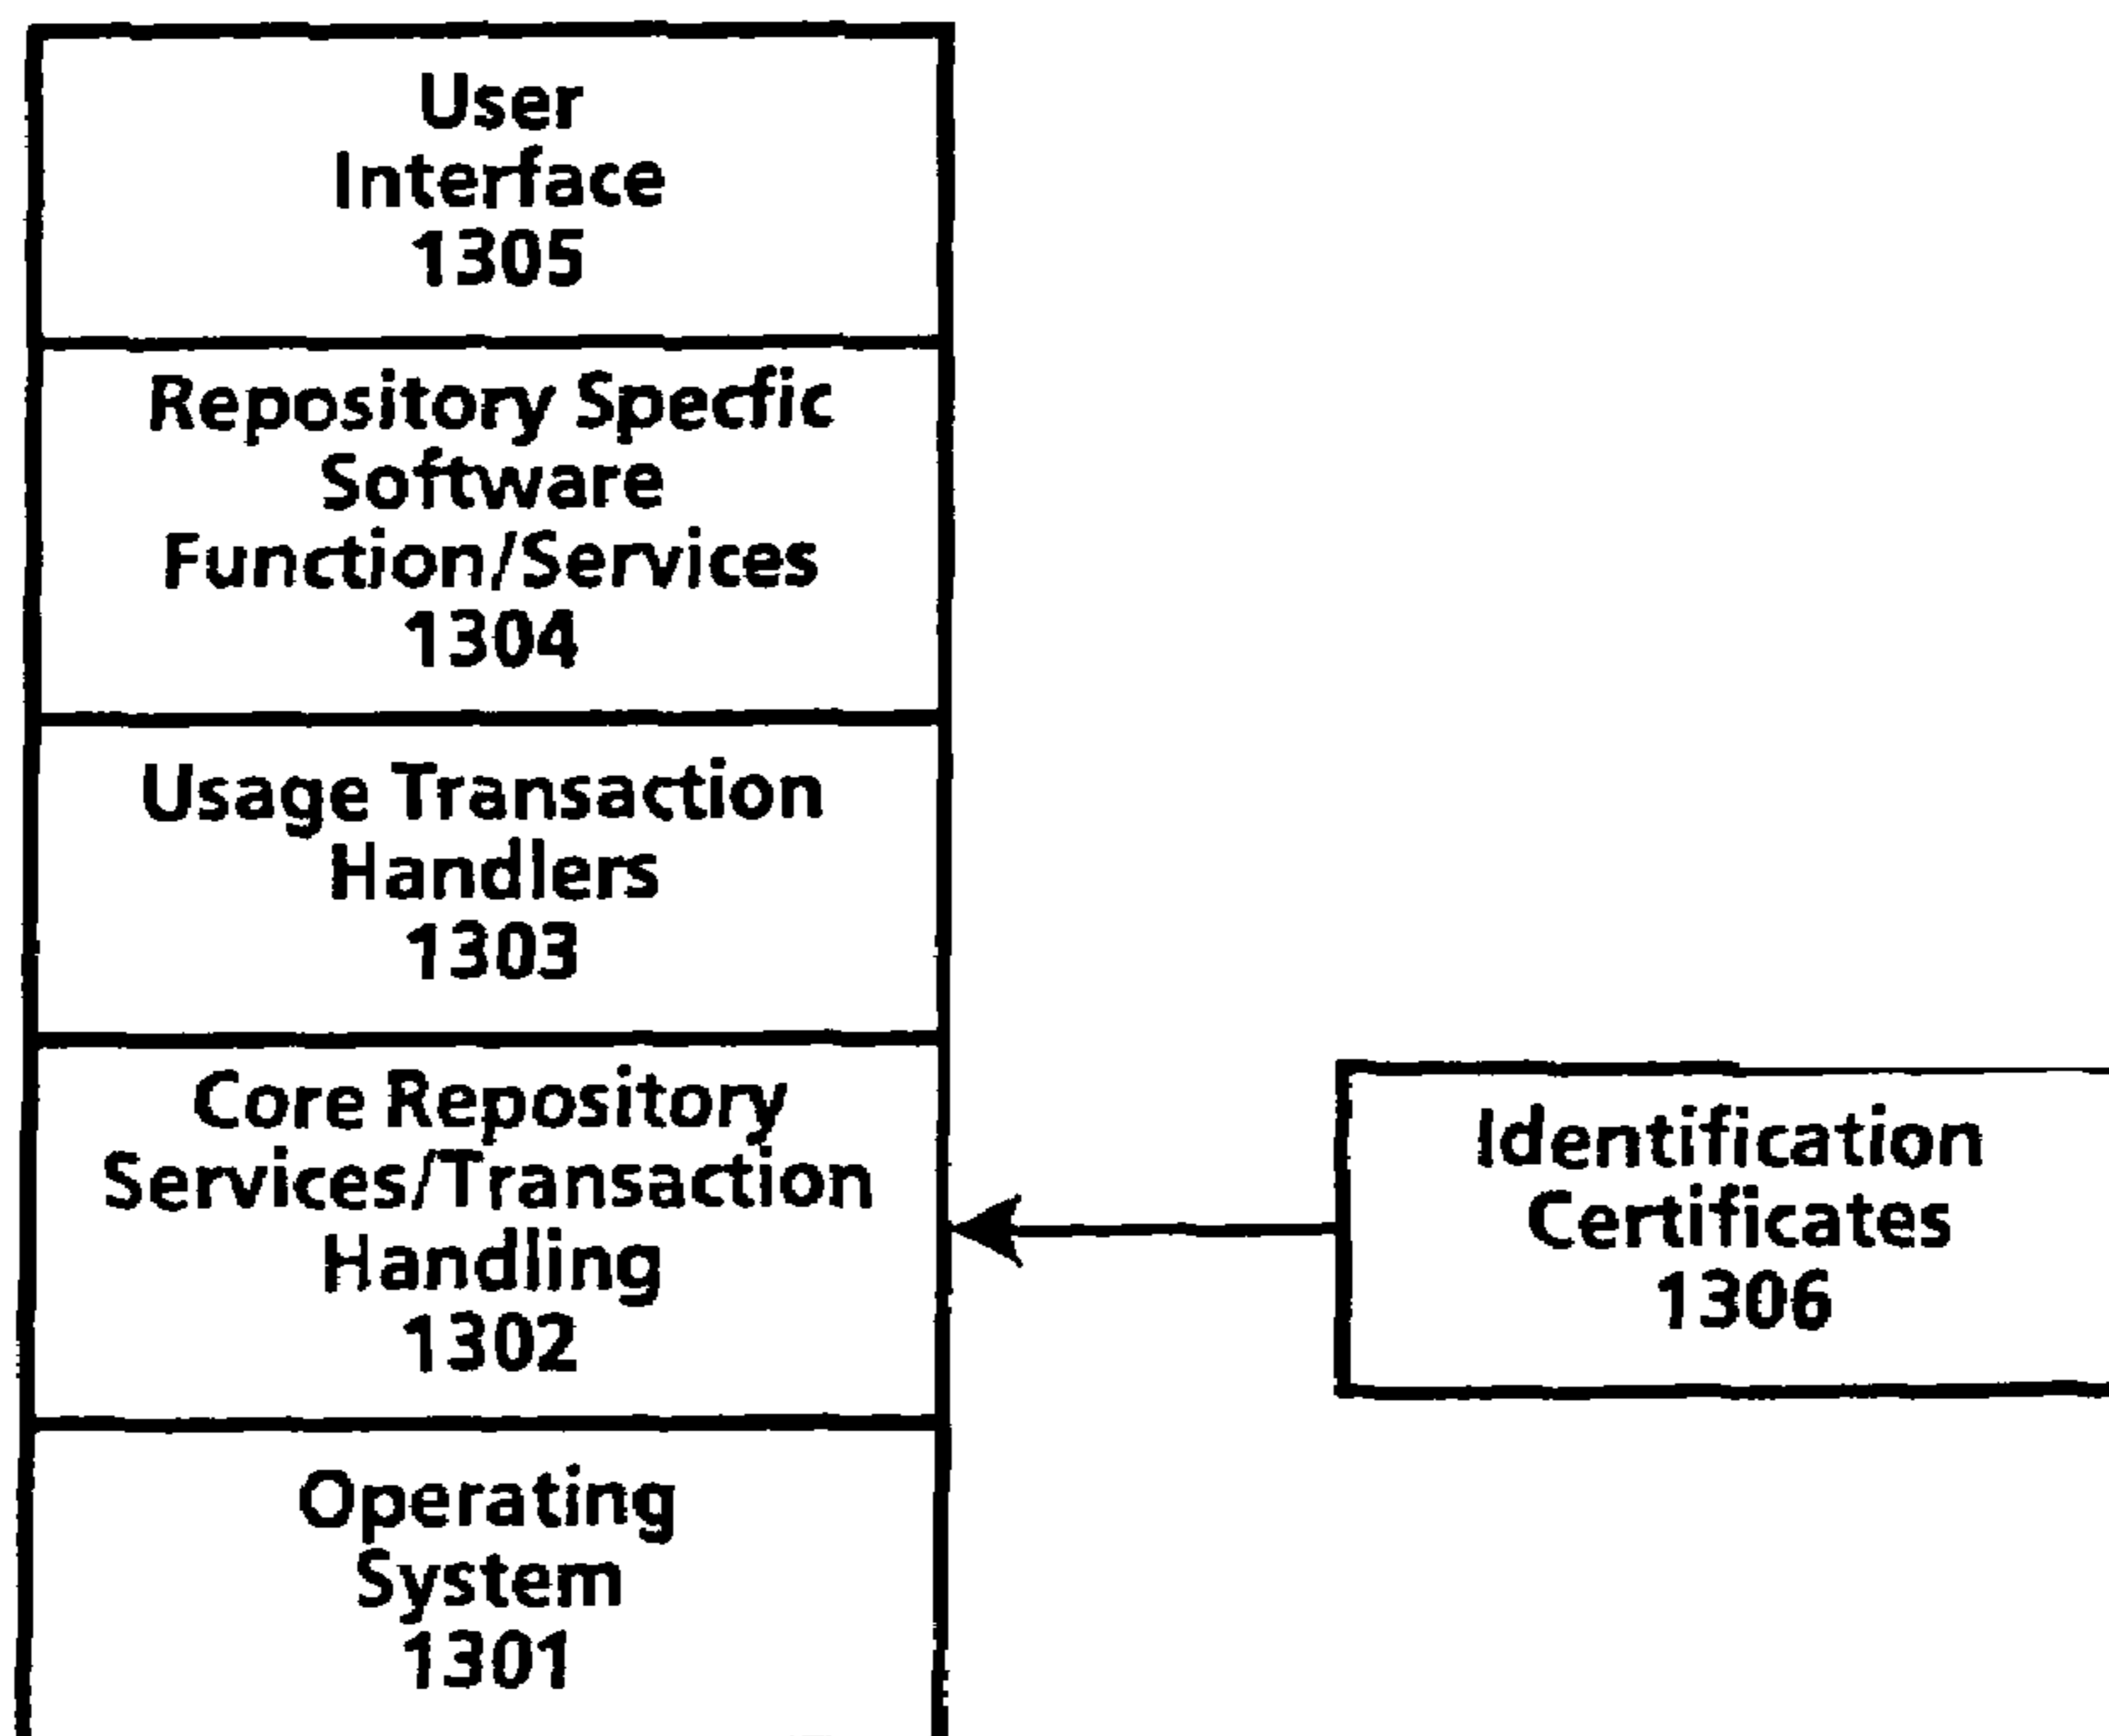 User
Interface
1305
Repository Specfic
Software
Function/Services
1304
Usage Transaction
Handlers
1303
Core Repository
Services/Transaction
Handling
1302
Identification
Certificates
1306
Operating
System
1301